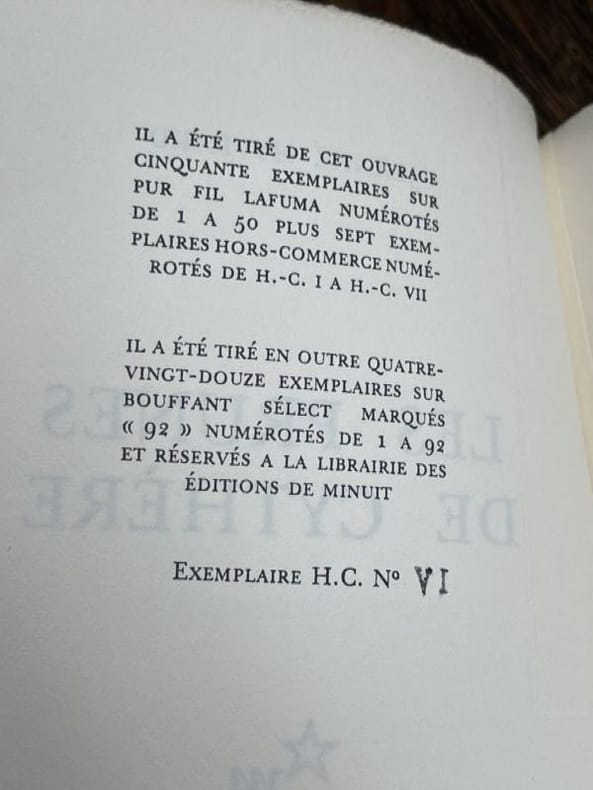 IL A ÉTÉ TIRÉ DE CET OUVRAGE
CINQUANTE EXEMPLAIRES SUR
PUR FIL LAFUMA NUMÉROTÉS
DE 1 A 50 PLUS SEPT EXEM-
PLAIRES HORS-COMMERCE NUMÉ-
ROTÉS DE H.-C. I A H.-C. VII
IL A ÉTÉ TIRÉ EN OUTRE QUATRE-
VINGT-DOUZE EXEMPLAIRES SUR
BOUFFANT SÉLECT MARQUÉS
« 92 » NUMÉROTÉS DE 1 A 92
ET RÉSERVÉS A LA LIBRAIRIE DES
ÉDITIONS DE MINUIT
EXEMPLAIRE H.C. Nº VI
DE CYTHÈRE